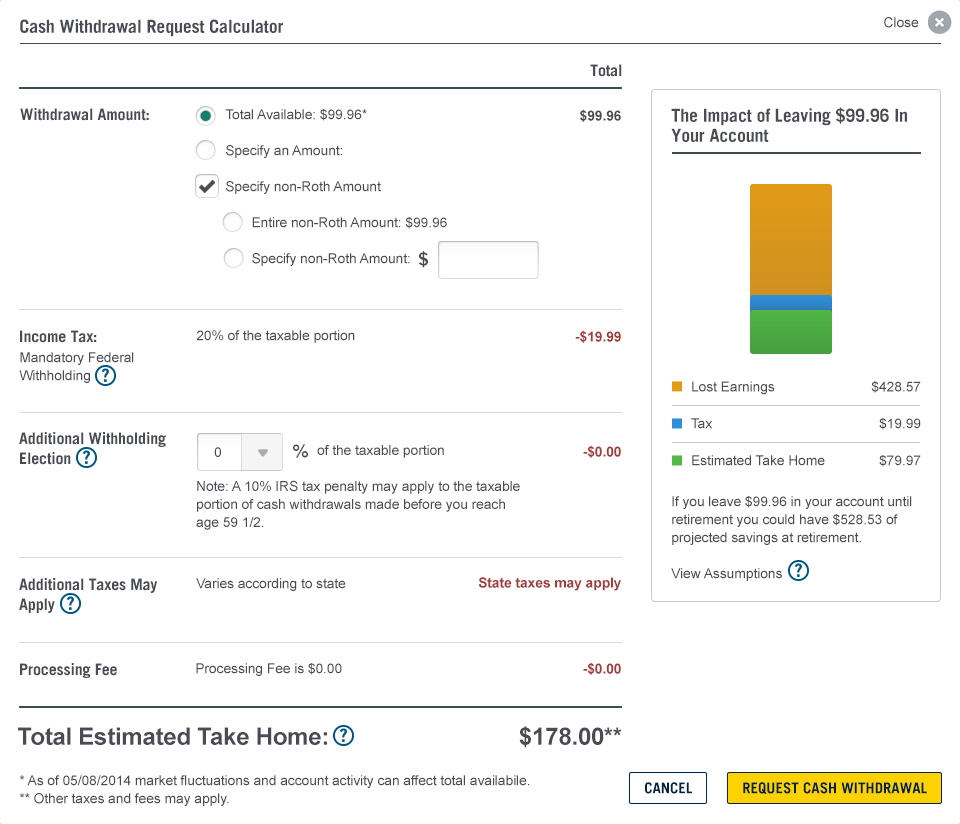 Cash Withdrawal Request Calculator
Close
Total
Withdrawal Amount:
Total Available: $99.96*
$99.96
Specify an Amount:
Specify non-Roth Amount
Entire non-Roth Amount: $99.96
Specify non-Roth Amount: $
Income Tax:
Mandatory Federal
Withholding ?
20% of the taxable portion
-$19.99
Additional Withholding
Election ?
0 % of the taxable portion
-$0.00
Note: A 10% IRS tax penalty may apply to the taxable
portion of cash withdrawals made before you reach
age 59 1/2.
Additional Taxes May
Apply ?
Varies according to state
State taxes may apply
Processing Fee
Processing Fee is $0.00
-$0.00
Total Estimated Take Home: ?
$178.00**
* As of 05/08/2014 market fluctuations and account activity can affect total availabile.
** Other taxes and fees may apply.
The Impact of Leaving $99.96 In
Your Account
Lost Earnings $428.57
Tax $19.99
Estimated Take Home $79.97
If you leave $99.96 in your account until
retirement you could have $528.53 of
projected savings at retirement.
View Assumptions ?
CANCEL
REQUEST CASH WITHDRAWAL